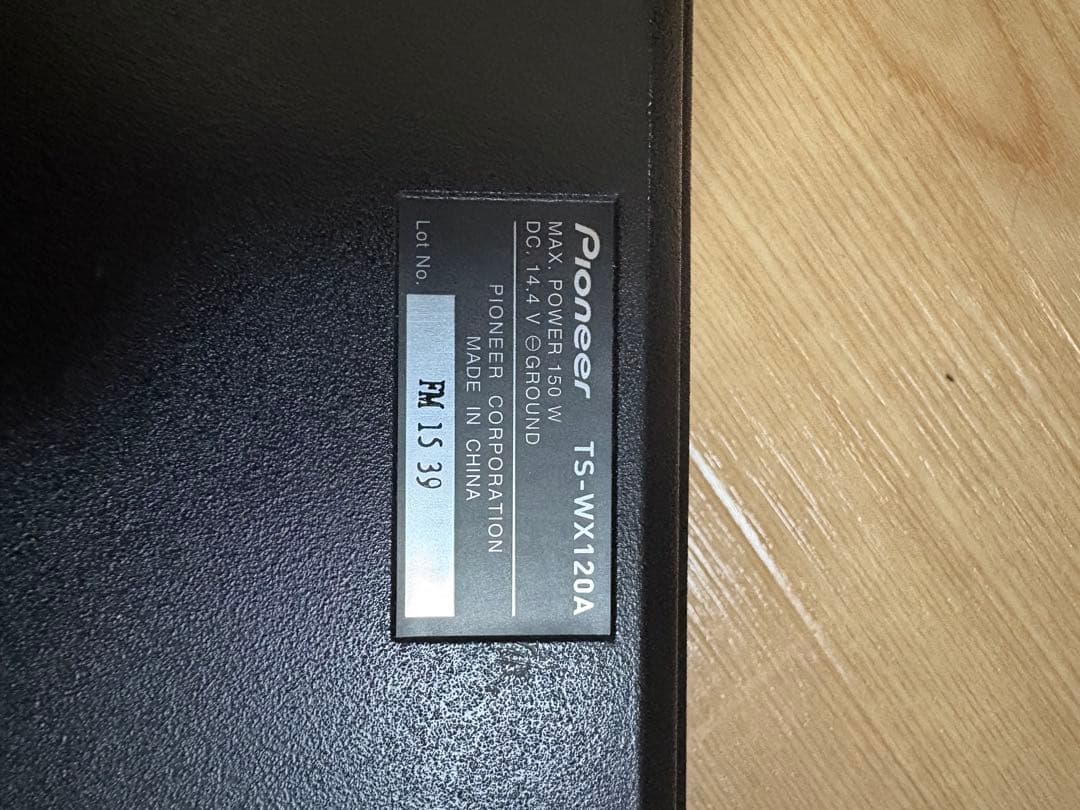 Pioneer TS-WX120A
MAX. POWER 150 W
DC. 14.4 V ⊖GROUND
PIONEER CORPORATION
MADE IN CHINA
Lot No. FM 15 39